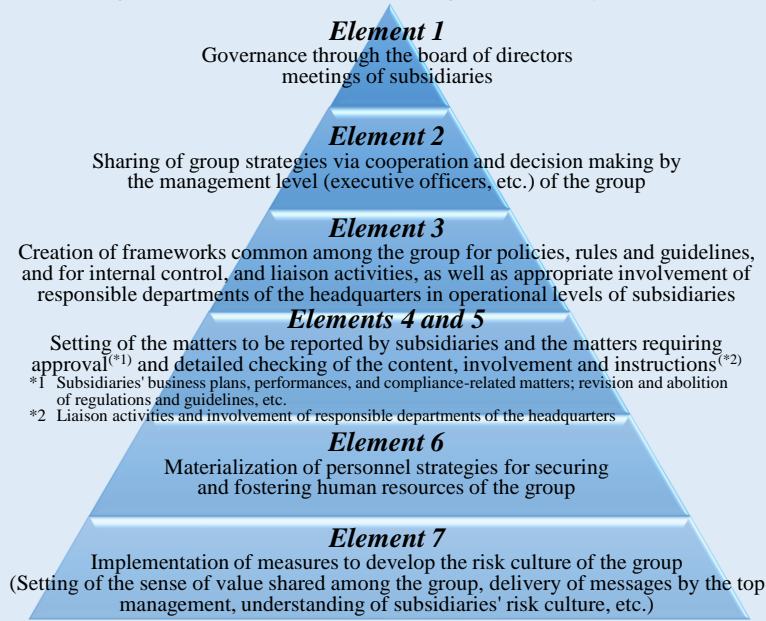 Element 1
Governance through the board of directors
meetings of subsidiaries
Element 2
Sharing of group strategies via cooperation and decision making by
the management level (executive officers, etc.) of the group
Element 3
Creation of frameworks common among the group for policies, rules and guidelines,
and for internal control, and liaison activities, as well as appropriate involvement of
responsible departments of the headquarters in operational levels of subsidiaries
Elements 4 and 5
Setting of the matters to be reported by subsidiaries and the matters requiring
approval(*1) and detailed checking of the content, involvement and instructions(*2)
*1 Subsidiaries' business plans, performances, and compliance-related matters; revision and abolition
of regulations and guidelines, etc.
*2 Liaison activities and involvement of responsible departments of the headquarters
Element 6
Materialization of personnel strategies for securing
and fostering human resources of the group
Element 7
Implementation of measures to develop the risk culture of the group
(Setting of the sense of value shared among the group, delivery of messages by the top
management, understanding of subsidiaries' risk culture, etc.)